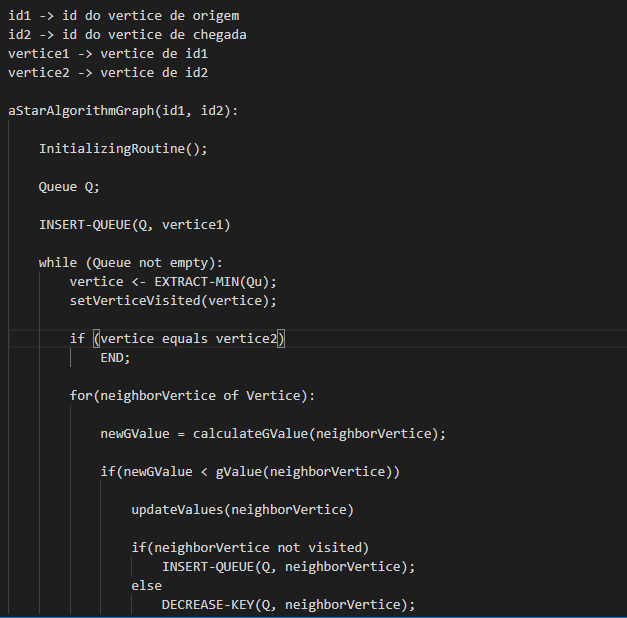 id1 -> id do vertice de origem
id2 -> id do vertice de chegada
vertice1 -> vertice de id1
vertice2 -> vertice de id2
aStarAlgorithmGraph(id1, id2):
InitializingRoutine();
Queue Q;
INSERT-QUEUE(Q, vertice1)
while (Queue not empty):
vertice <- EXTRACT-MIN(Qu);
setVerticeVisited(vertice);
if (vertice equals vertice2)
END;
for(neighborVertice of Vertice):
newGValue = calculateGValue(neighborVertice);
if(newGValue < gValue(neighborVertice))
updateValues(neighborVertice)
if(neighborVertice not visited)
INSERT-QUEUE(Q, neighborVertice);
else
DECREASE-KEY(Q, neighborVertice);